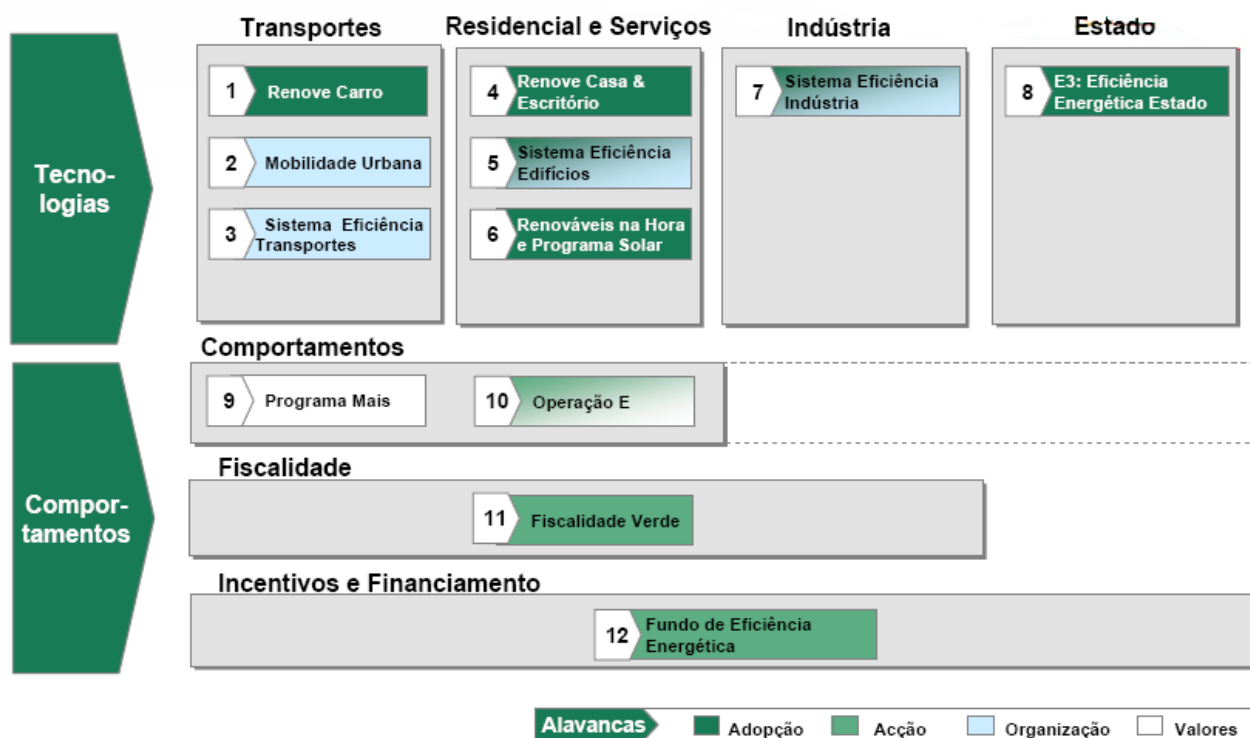 Transportes
Residencial e Serviços
Indústria
Estado
Tecno-
logias
1 Renove Carro
2 Mobilidade Urbana
3 Sistema Eficiência
Transportes
4 Renove Casa &
Escritório
5 Sistema Eficiência
Edifícios
6 Renováveis na Hora
e Programa Solar
7 Sistema Eficiência
Indústria
8 E3: Eficiência
Energética Estado
Compor-
tamentos
Comportamentos
9 Programa Mais
10 Operação E
Fiscalidade
11 Fiscalidade Verde
Incentivos e Financiamento
12 Fundo de Eficiência
Energética
Alavancas
Adopção
Acção
Organização
Valores